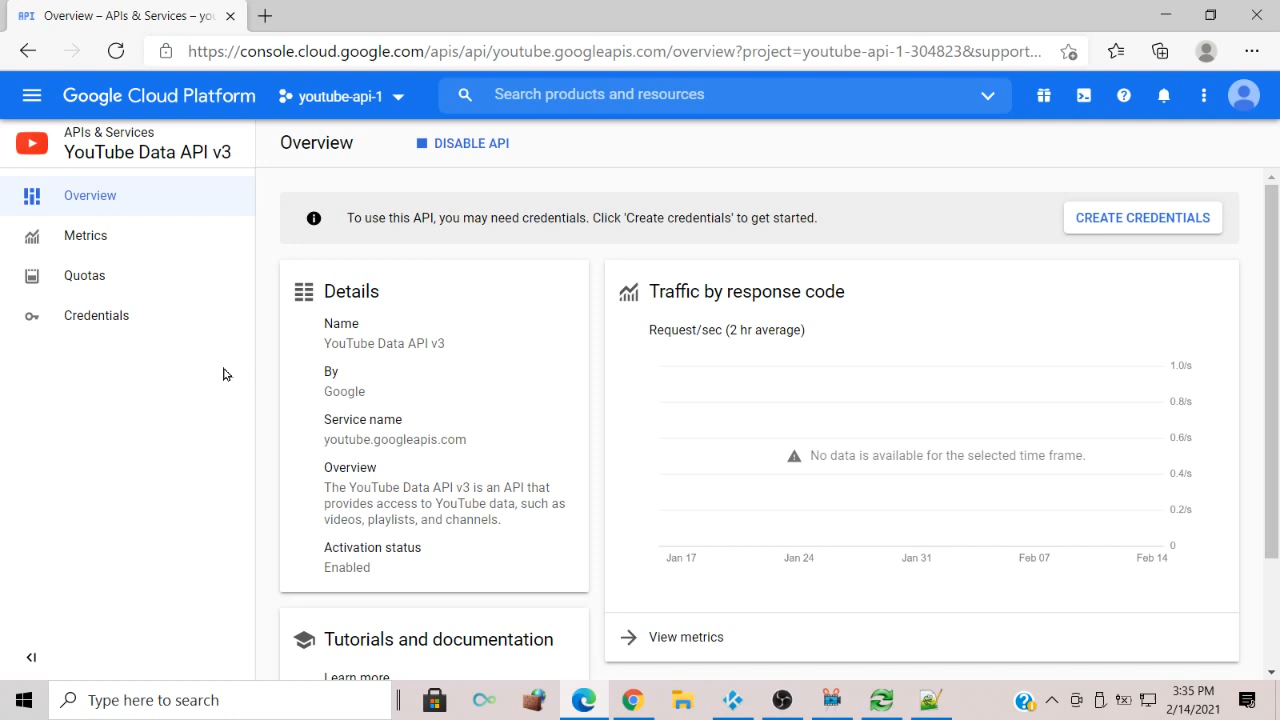 API Overview – APIs & Services – you
https://console.cloud.google.com/apis/api/youtube.googleapis.com/overview?project=youtube-api-1-304823&support...
Google Cloud Platform
youtube-api-1
Search products and resources
APIs & Services
YouTube Data API v3
Overview
DISABLE API
Overview
Metrics
Quotas
Credentials
To use this API, you may need credentials. Click 'Create credentials' to get started.
CREATE CREDENTIALS
Details
Name
YouTube Data API v3
By
Google
Service name
youtube.googleapis.com
Overview
The YouTube Data API v3 is an API that
provides access to YouTube data, such as
videos, playlists, and channels.
Activation status
Enabled
Traffic by response code
Request/sec (2 hr average)
1.0/s
0.8/s
0.6/s
No data is available for the selected time frame.
0.4/s
0.2/s
0
Jan 17 Jan 24 Jan 31 Feb 07 Feb 14
View metrics
Tutorials and documentation
Learn more
Type here to search
3:35 PM
2/14/2021